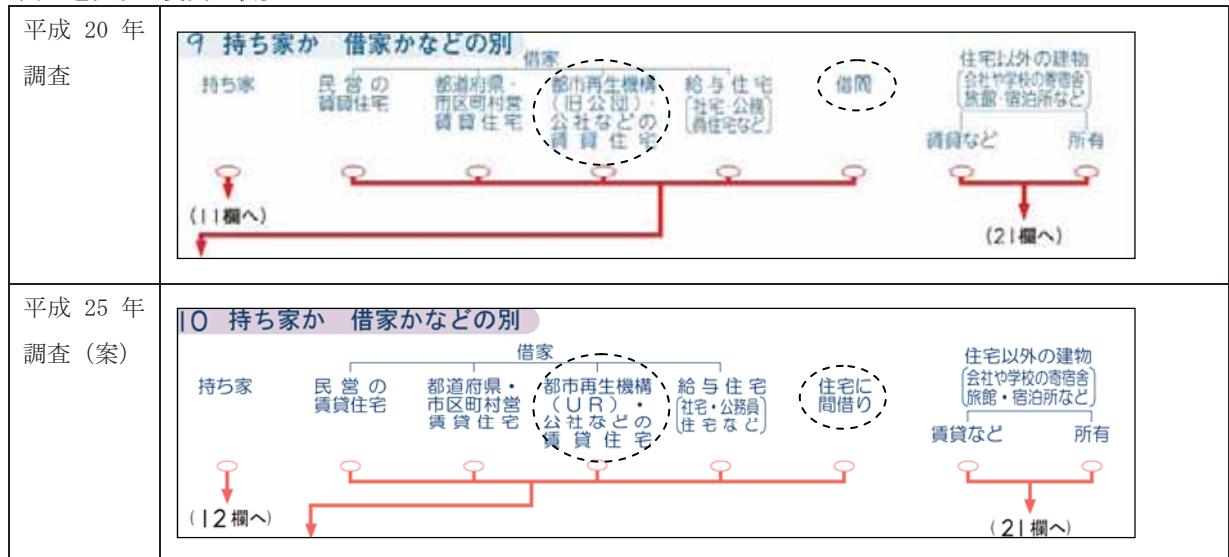 平成 20 年
調査
9 持ち家か 借家かなどの別
借家
住宅以外の建物
(会社や学校の寄宿舎
旅館・宿泊所など)
持ち家
民営の
賃貸住宅
都道府県・
市区町村営
賃貸住宅
都市再生機構
(旧公団)・
公社などの
賃貸住宅
給与住宅
(社宅・公務
員住宅など)
借間
賃貸など
所有
(11欄へ)
(21欄へ)
平成 25 年
調査(案)
10 持ち家か 借家かなどの別
借家
住宅以外の建物
(会社や学校の寄宿舎
旅館・宿泊所など)
持ち家
民営の
賃貸住宅
都道府県・
市区町村営
賃貸住宅
都市再生機構
(UR)・
公社などの
賃貸住宅
給与住宅
(社宅・公務員
住宅など)
住宅に
間借り
賃貸など
所有
(12欄へ)
(21欄へ)